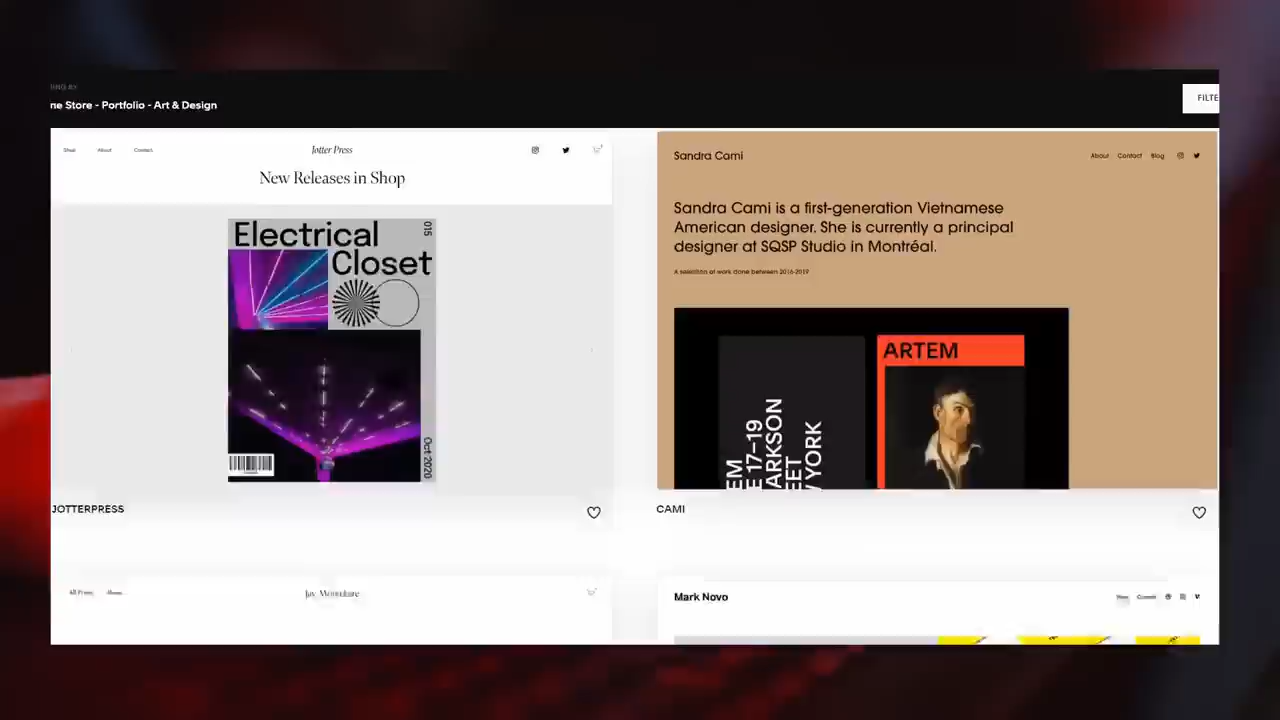 ne Store - Portfolio - Art & Design
FILTE
Shop About Contact
Jotter Press
New Releases in Shop
Electrical
Closet
015
Oct 2020
JOTTERPRESS
Sandra Cami
About Contact Blog
Sandra Cami is a first-generation Vietnamese
American designer. She is currently a principal
designer at SQSP Studio in Montréal.
A selection of work done between 2016-2019
EM
E 17–19
ARKSON
EET
YORK
ARTEM
CAMI
Mark Novo